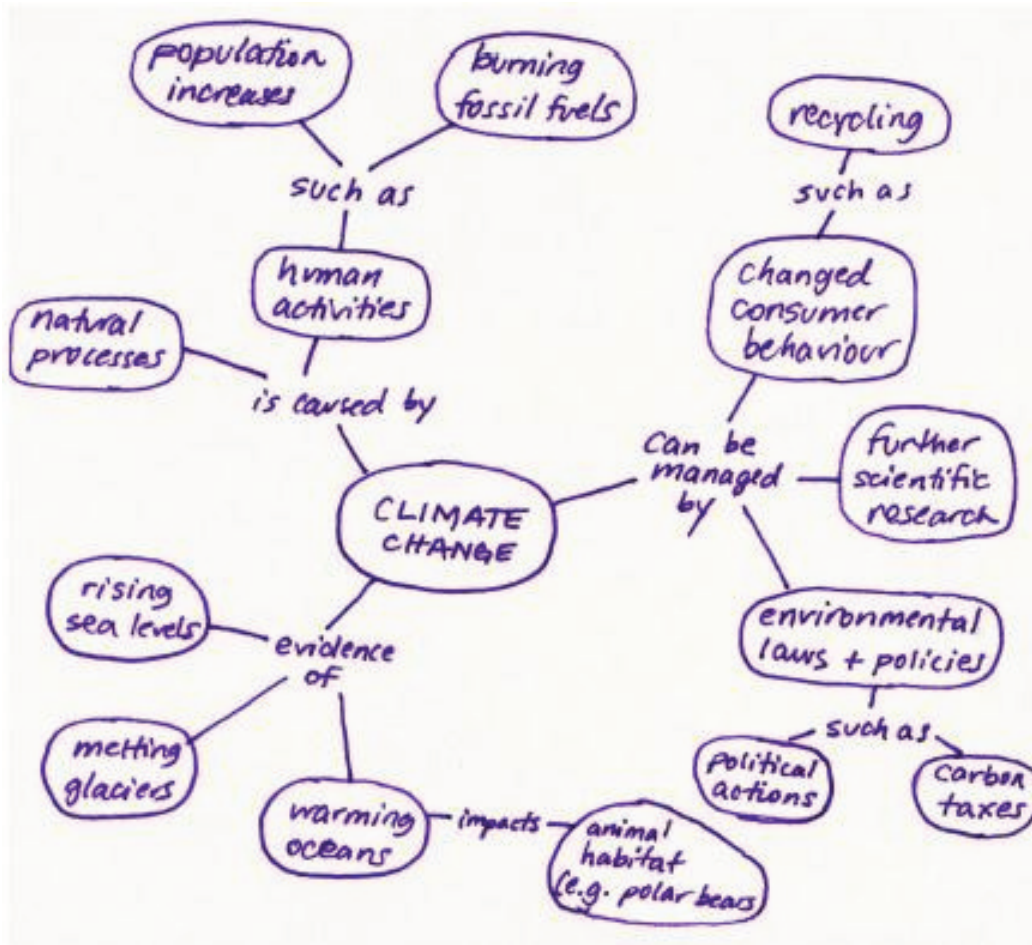 population
increases
burning
fossil fuels
such as
human
activities
natural
processes
is caused by
CLIMATE
CHANGE
recycling
such as
changed
consumer
behaviour
can be
managed
by
further
scientific
research
environmental
laws + policies
such as
political
actions
carbon
taxes
rising
sea levels
evidence
of
melting
glaciers
warming
oceans
impacts
animal
habitat
(e.g. polar bears